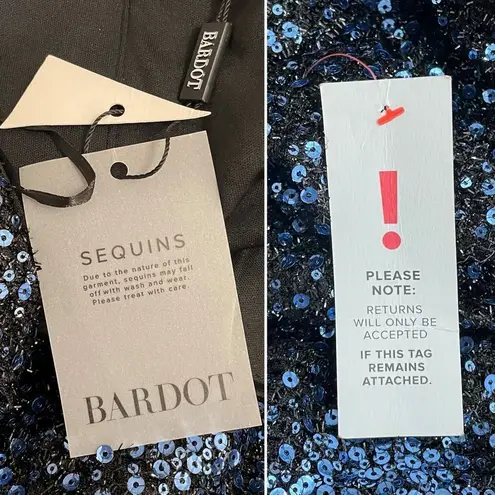 BARDOT
SEQUINS
Due to the nature of this
garment, sequins may fall
off with wash and wear.
Please treat with care.
BARDOT
!
PLEASE
NOTE:
RETURNS
WILL ONLY BE
ACCEPTED
IF THIS TAG
REMAINS
ATTACHED.